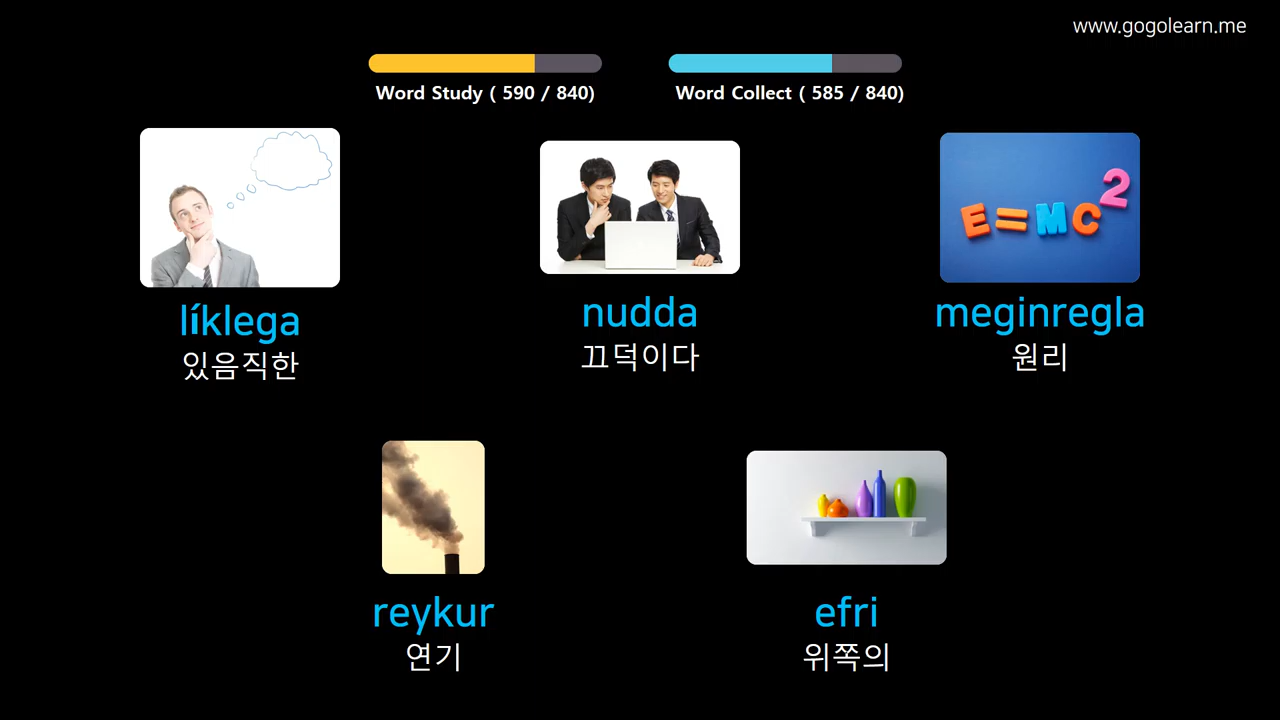 www.gogolearn.me
Word Study ( 590 / 840)
Word Collect ( 585 / 840)
líklega
있음직한
nudda
끄덕이다
meginregla
원리
E=MC2
reykur
연기
efri
위쪽의